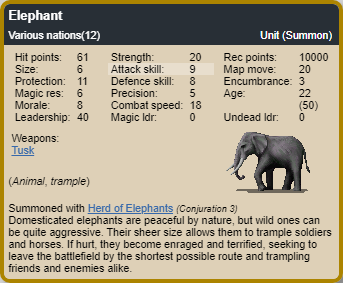 Elephant
Various nations(12) Unit (Summon)
Hit points: 61 Strength: 20 Rec points: 10000
Size: 6 Attack skill: 9 Map move: 20
Protection: 11 Defence skill: 8 Encumbrance: 3
Magic res: 6 Precision: 5 Age: 22
Morale: 8 Combat speed: 18 (50)
Leadership: 40 Magic ldr: 0 Undead ldr: 0
Weapons:
Tusk
(Animal, trample)
Summoned with Herd of Elephants (Conjuration 3)
Domesticated elephants are peaceful by nature, but wild ones can
be quite aggressive. Their sheer size allows them to trample soldiers
and horses. If hurt, they become enraged and terrified, seeking to
leave the battlefield by the shortest possible route and trampling
friends and enemies alike.